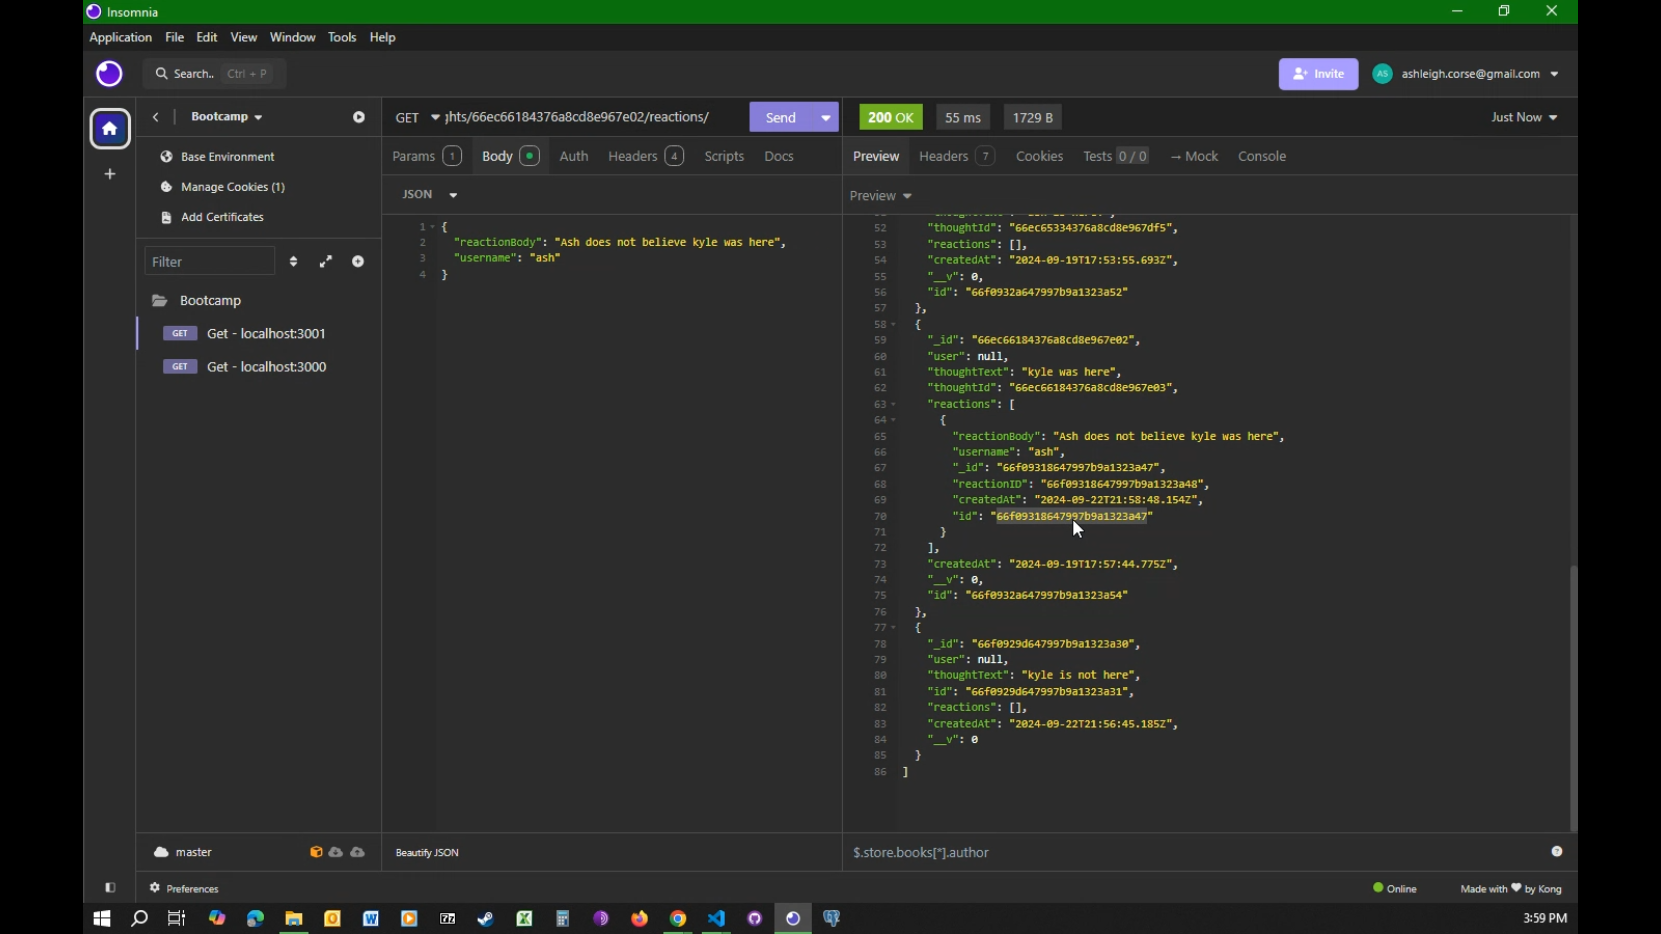 Insomnia
Application File Edit View Window Tools Help
Search.. Ctrl + P
Invite
AS ashleigh.corse@gmail.com
Bootcamp
GET ghts/66ec66184376a8cd8e967e02/reactions/
Send
200 OK 55 ms 1729 B
Just Now
Base Environment
Manage Cookies (1)
Add Certificates
Params 1 Body Auth Headers 4 Scripts Docs
Preview Headers 7 Cookies Tests 0 / 0 → Mock Console
JSON
Preview
Filter
Bootcamp
GET Get - localhost:3001
GET Get - localhost:3000
1 {
2 "reactionBody": "Ash does not believe kyle was here",
3 "username": "ash"
4 }
52 "thoughtId": "66ec65334376a8cd8e967df5",
53 "reactions": [],
54 "createdAt": "2024-09-19T17:53:55.693Z",
55 "__v": 0,
56 "id": "66f0932a647997b9a1323a52"
57 },
58 {
59 "_id": "66ec66184376a8cd8e967e02",
60 "user": null,
61 "thoughtText": "kyle was here",
62 "thoughtId": "66ec66184376a8cd8e967e03",
63 "reactions": [
64 {
65 "reactionBody": "Ash does not believe kyle was here",
66 "username": "ash",
67 "_id": "66f09318647997b9a1323a47",
68 "reactionID": "66f09318647997b9a1323a48",
69 "createdAt": "2024-09-22T21:58:48.154Z",
70 "id": "66f09318647997b9a1323a47"
71 }
72 ],
73 "createdAt": "2024-09-19T17:57:44.775Z",
74 "__v": 0,
75 "id": "66f0932a647997b9a1323a54"
76 },
77 {
78 "_id": "66f0929d647997b9a1323a30",
79 "user": null,
80 "thoughtText": "kyle is not here",
81 "id": "66f0929d647997b9a1323a31",
82 "reactions": [],
83 "createdAt": "2024-09-22T21:56:45.185Z",
84 "__v": 0
85 }
86 ]
master
Beautify JSON
$.store.books[*].author
Preferences
Online
Made with ♥ by Kong
3:59 PM